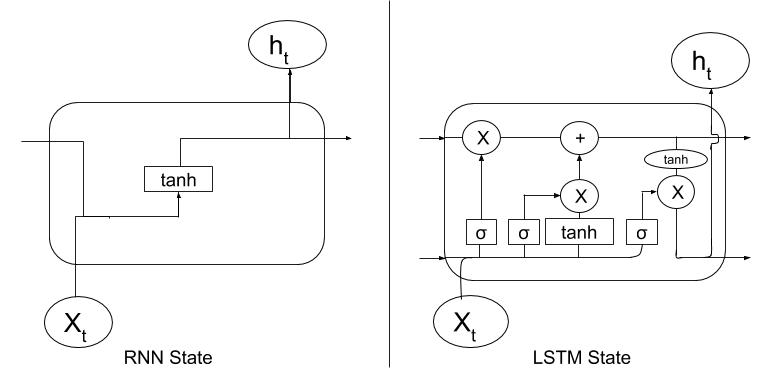 h_t
tanh
X_t
RNN State
h_t
X
+
tanh
X
X
σ
σ
tanh
σ
X_t
LSTM State